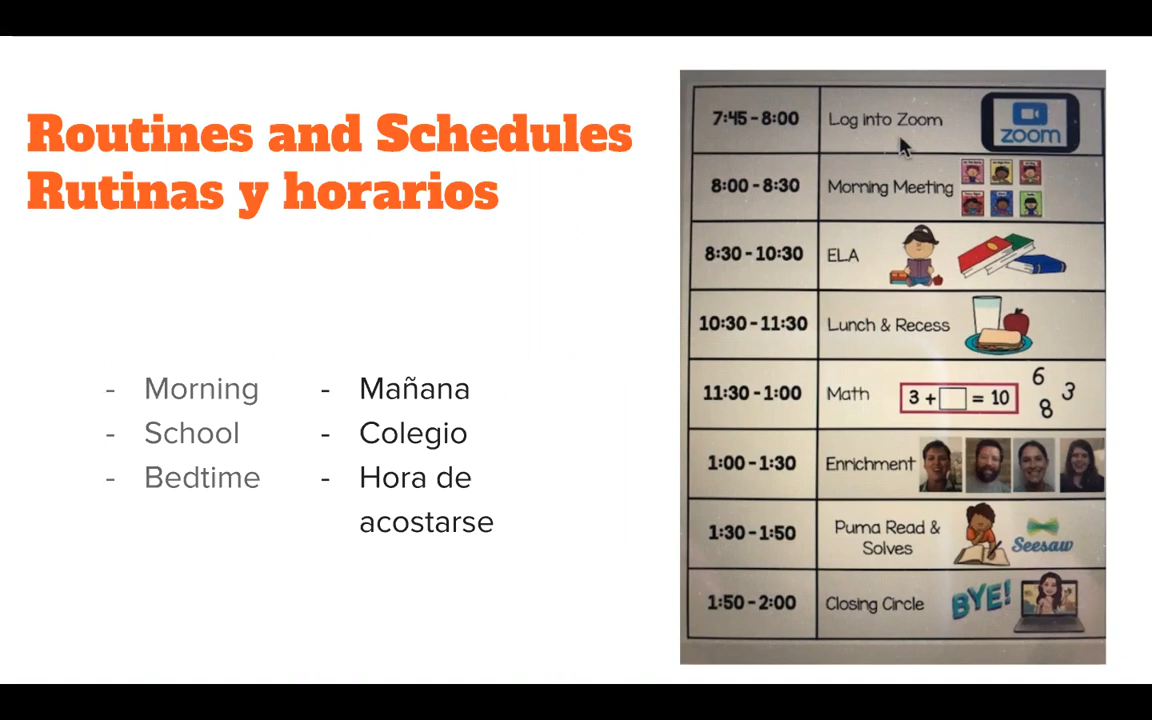 Routines and Schedules
Rutinas y horarios
- Morning
- School
- Bedtime
- Mañana
- Colegio
- Hora de
acostarse
7:45 - 8:00 Log into Zoom zoom
8:00 - 8:30 Morning Meeting
8:30 - 10:30 ELA
10:30 - 11:30 Lunch & Recess
11:30 - 1:00 Math 3 + = 10 6 3 8
1:00 - 1:30 Enrichment
1:30 - 1:50 Puma Read &
Solves Seesaw
1:50 - 2:00 Closing Circle BYE!